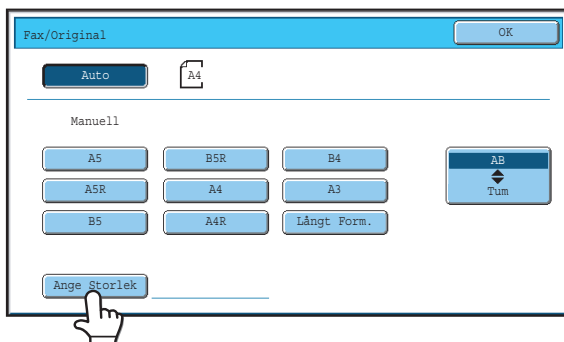 Fax/Original OK
Auto A4
Manuell
A5 B5R B4 AB
A5R A4 A3 Tum
B5 A4R Långt Form.
Ange Storlek